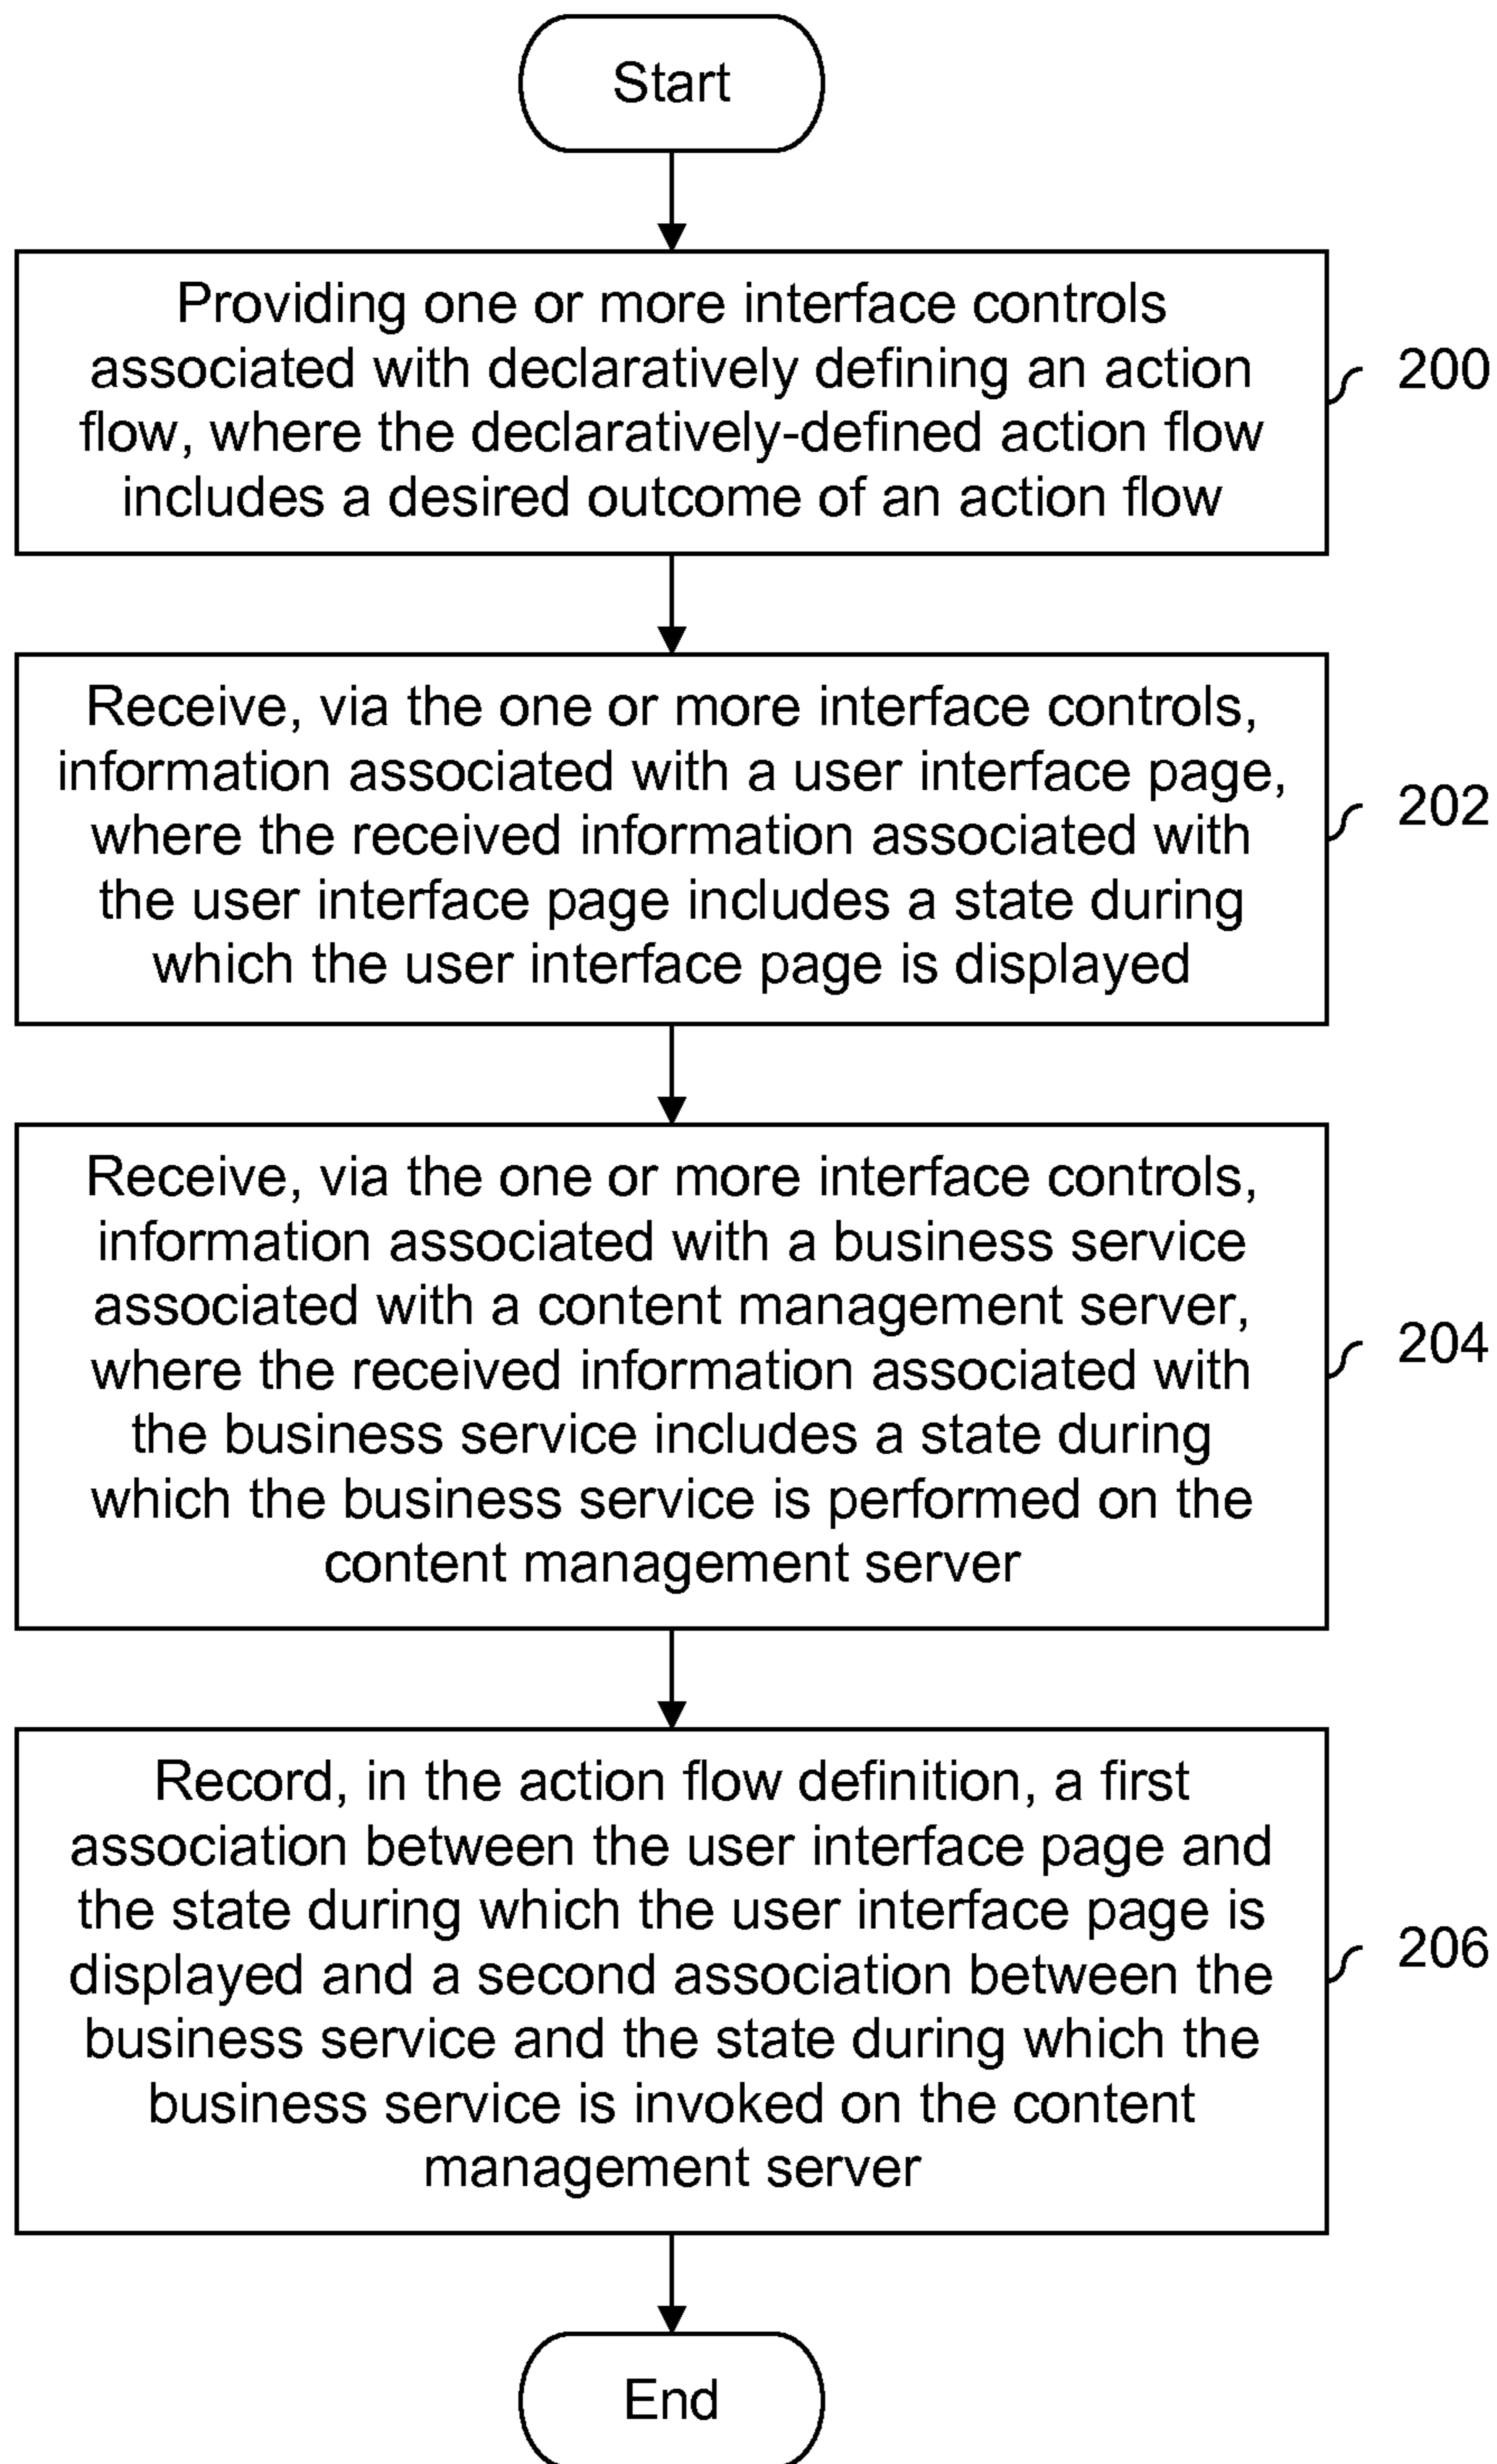 Start
Providing one or more interface controls
associated with declaratively defining an action
flow, where the declaratively-defined action flow
includes a desired outcome of an action flow
200
Receive, via the one or more interface controls,
information associated with a user interface page,
where the received information associated with
the user interface page includes a state during
which the user interface page is displayed
202
Receive, via the one or more interface controls,
information associated with a business service
associated with a content management server,
where the received information associated with
the business service includes a state during
which the business service is performed on the
content management server
204
Record, in the action flow definition, a first
association between the user interface page and
the state during which the user interface page is
displayed and a second association between the
business service and the state during which the
business service is invoked on the content
management server
206
End